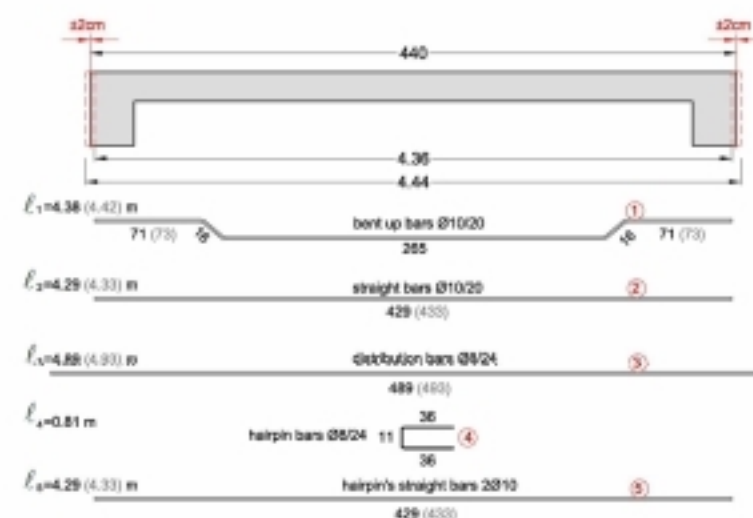 ±2cm ±2cm
440
4.36
4.44
ℓ₁=4.38 (4.42) m ①
bent up bars Ø10/20
71 (73) 16 265 16 71 (73)
ℓ₂=4.29 (4.33) m straight bars Ø10/20 ②
429 (433)
ℓ₃=4.89 (4.93) m distribution bars Ø8/24 ③
489 (493)
ℓ₄=0.81 m 36
hairpin bars Ø8/24 11 ④
36
4.29 (4.33) m hairpin's straight bars 2Ø10 ⑤
429 (433)